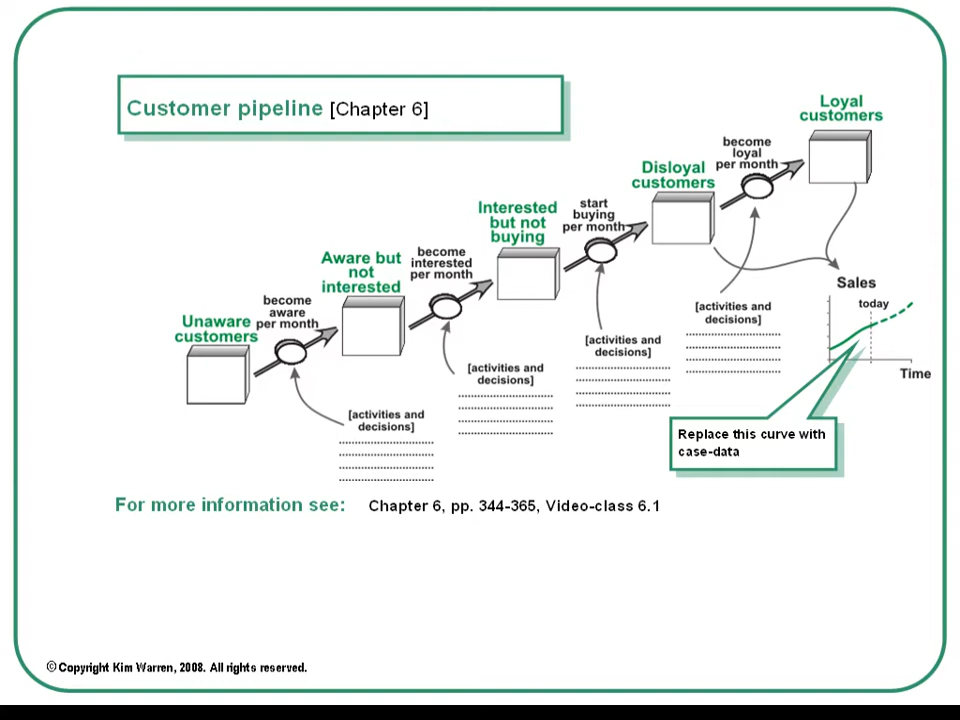 Customer pipeline [Chapter 6]
Loyal
customers
become
loyal
per month
Disloyal
customers
start
buying
per month
Interested
but not
buying
become
interested
per month
Aware but
not
interested
become
aware
per month
Unaware
customers
Sales
today
Time
[activities and
decisions]
[activities and
decisions]
[activities and
decisions]
[activities and
decisions]
Replace this curve with
case-data
For more information see: Chapter 6, pp. 344-365, Video-class 6.1
© Copyright Kim Warren, 2008. All rights reserved.